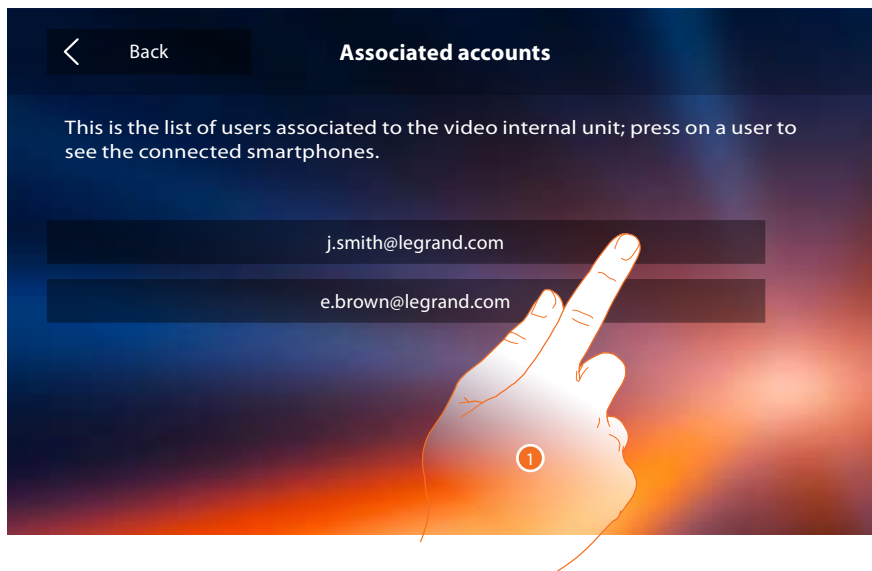 Back
Associated accounts
This is the list of users associated to the video internal unit; press on a user to
see the connected smartphones.
j.smith@legrand.com
e.brown@legrand.com
1